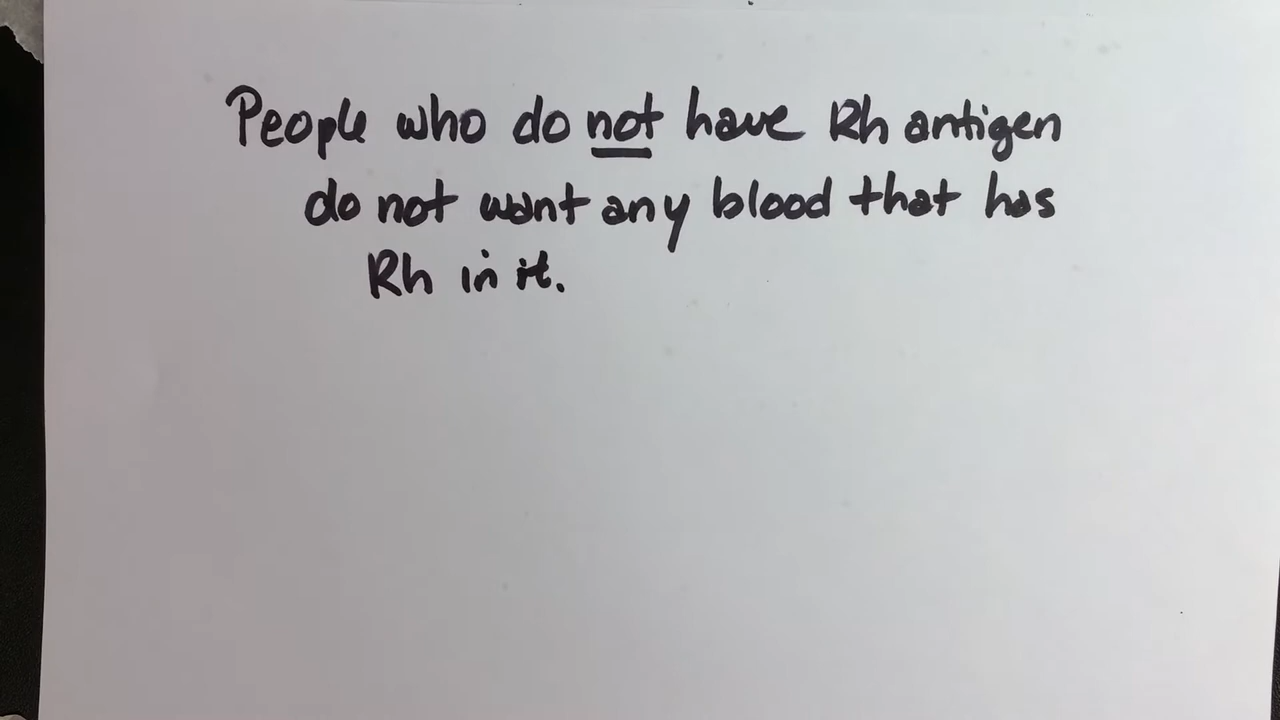 People who do not have Rh antigen
do not want any blood that has
Rh in it.